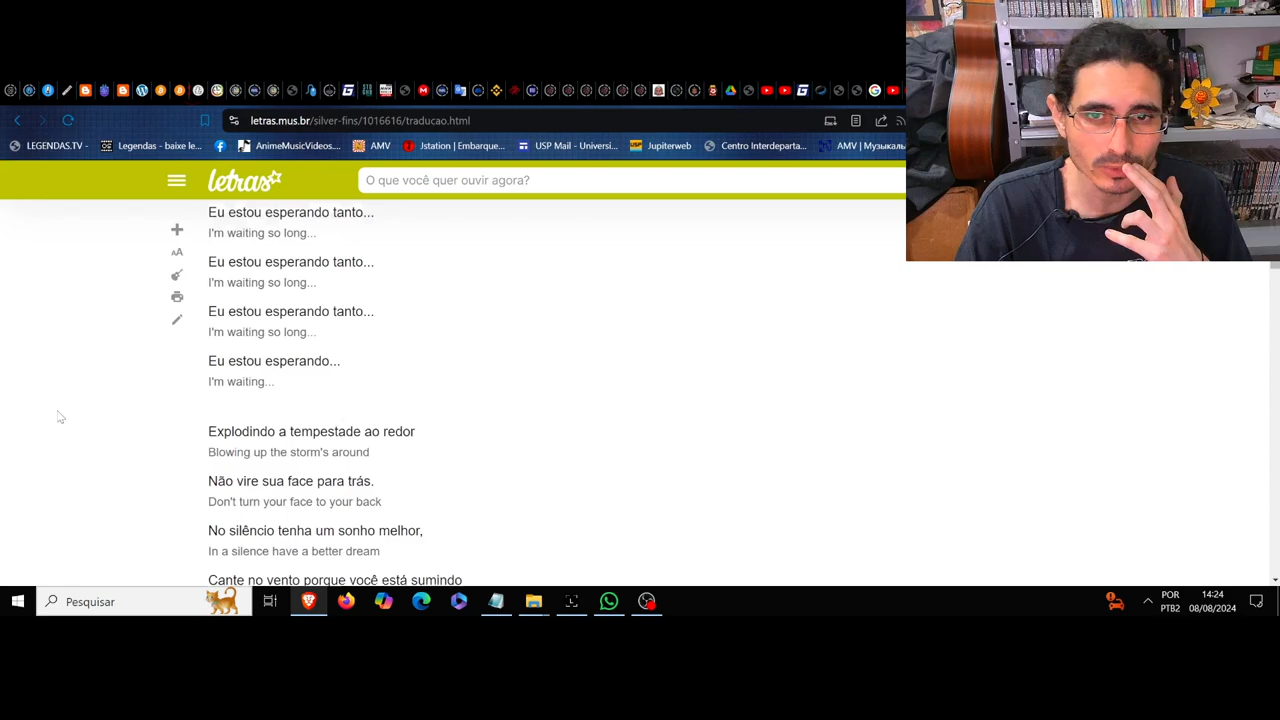 letras.mus.br/silver-fins/1016616/traducao.html
LEGENDAS.TV -
Legendas - baixe le...
AnimeMusicVideos....
AMV
Jstation | Embarque...
USP Mail - Universi...
Jupiterweb
Centro Interdeparta...
AMV | Музыкаль
letras
O que você quer ouvir agora?
Eu estou esperando tanto...
I'm waiting so long...
Eu estou esperando tanto...
I'm waiting so long...
Eu estou esperando tanto...
I'm waiting so long...
Eu estou esperando...
I'm waiting...
Explodindo a tempestade ao redor
Blowing up the storm's around
Não vire sua face para trás.
Don't turn your face to your back
No silêncio tenha um sonho melhor,
In a silence have a better dream
Cante no vento porque você está sumindo
Pesquisar
POR
PTB2
14:24
08/08/2024